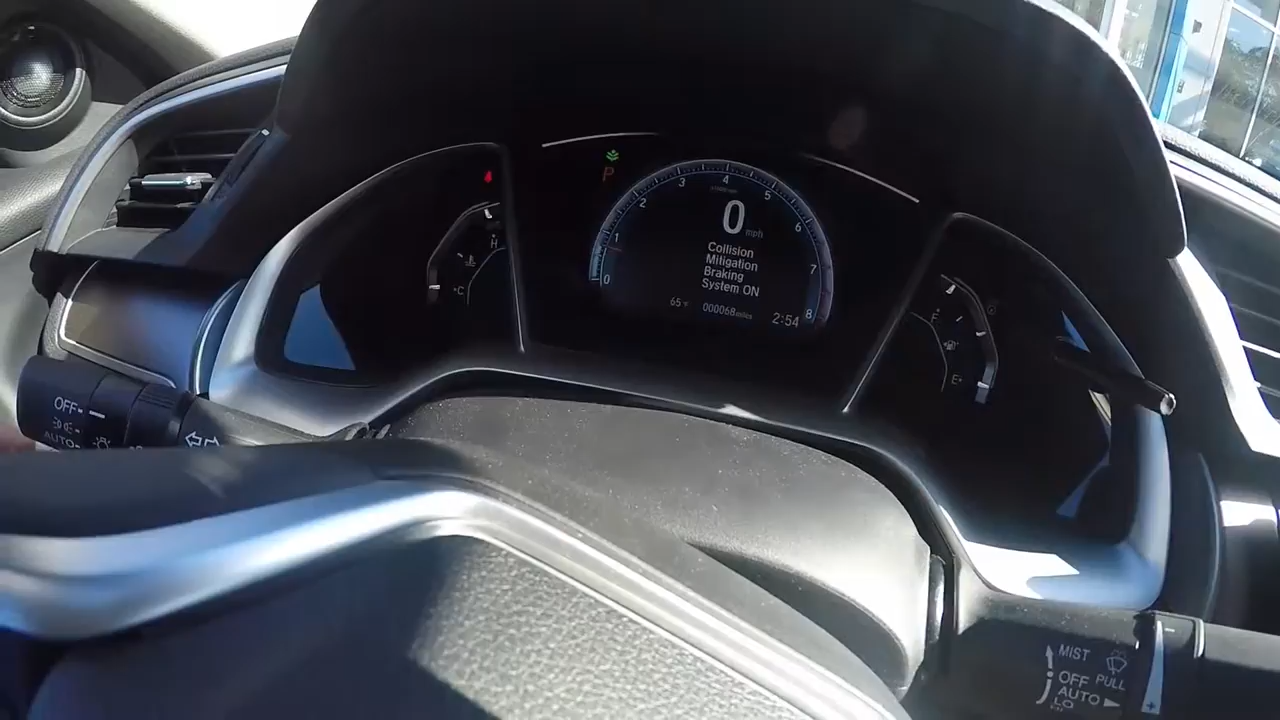 P
4
3
5
2
6
1
7
0
8
0 mph
Collision
Mitigation
Braking
System ON
65°F
000068 miles
2:54
H
C
F
E
OFF
AUTO
MIST
OFF PULL
AUTO
LO